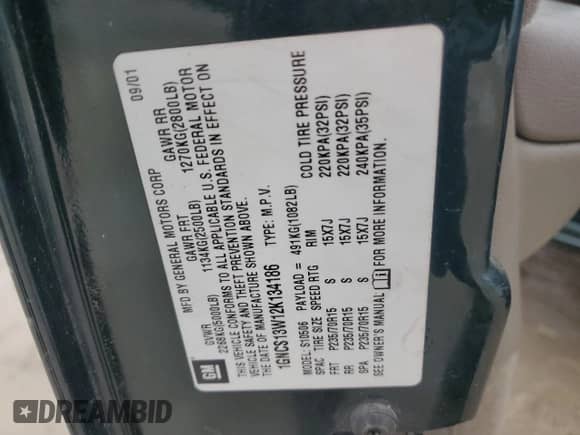 GM
MFD BY GENERAL MOTORS CORP 09/01
GVWR GAWR FRT GAWR RR
2268KG(5000LB) 1134KG(2500LB) 1270KG(2800LB)
THIS VEHICLE CONFORMS TO ALL APPLICABLE U.S. FEDERAL MOTOR
VEHICLE SAFETY AND THEFT PREVENTION STANDARDS IN EFFECT ON
THE DATE OF MANUFACTURE SHOWN ABOVE.
1GNCS13W12K134186 TYPE: M.P.V.
MODEL: S10506 PAYLOAD = 491KG(1082LB)
SPAC TIRE SIZE SPEED RTG RIM COLD TIRE PRESSURE
FRT P235/70R15 S 15X7J 220KPA(32PSI)
RR P235/70R15 S 15X7J 220KPA(32PSI)
SPA P235/70R15 S 15X7J 240KPA(35PSI)
SEE OWNER'S MANUAL FOR MORE INFORMATION.
DREAMBID